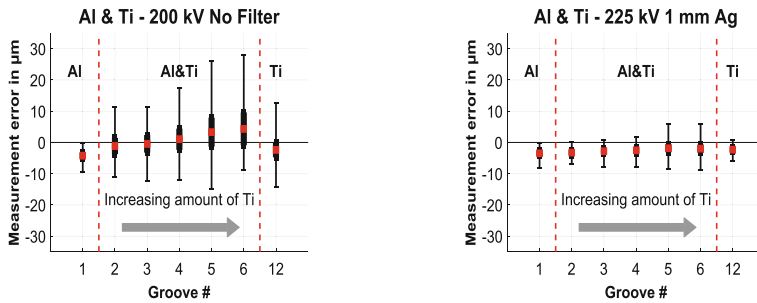 Al & Ti - 200 kV No Filter
Measurement error in µm
30
20
10
0
-10
-20
-30
Al
Al&Ti
Ti
Increasing amount of Ti
1 2 3 4 5 6 12
Groove #
Al & Ti - 225 kV 1 mm Ag
Measurement error in µm
30
20
10
0
-10
-20
-30
Al
Al&Ti
Ti
Increasing amount of Ti
1 2 3 4 5 6 12
Groove #